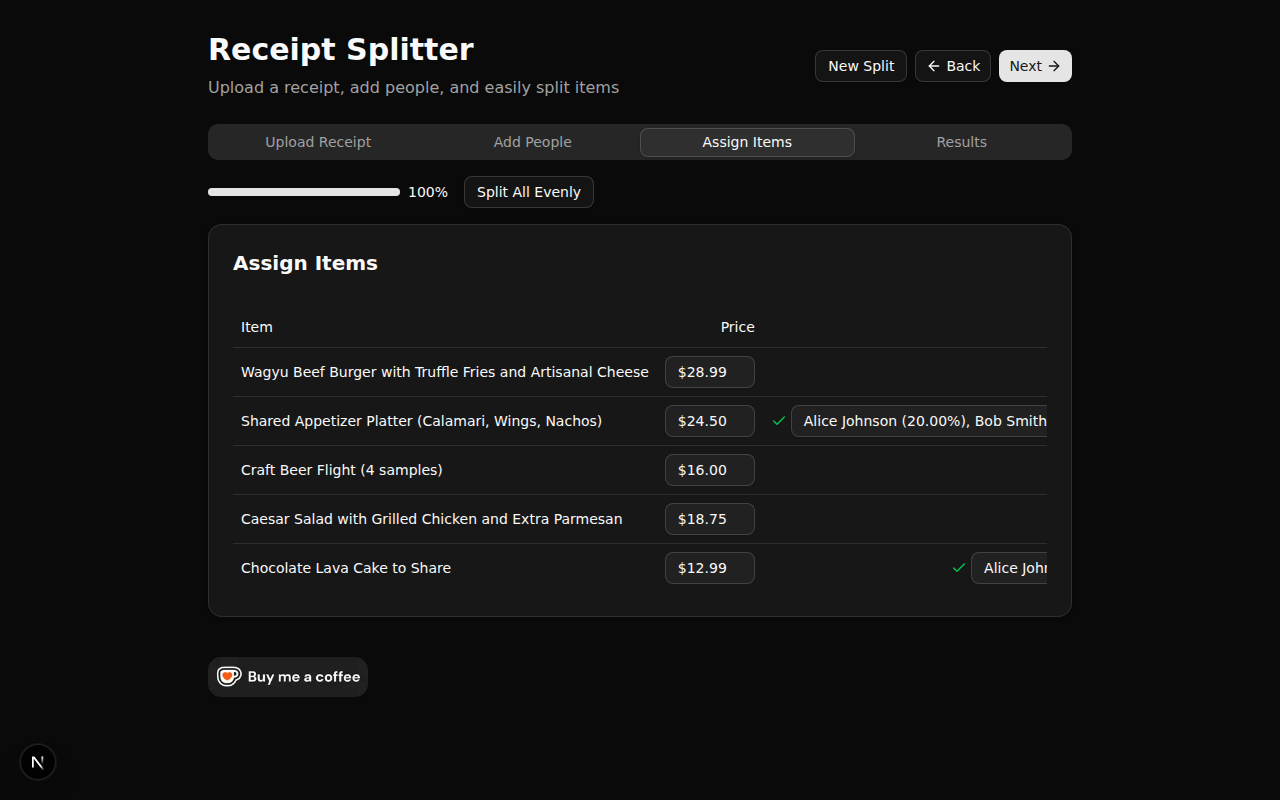 Receipt Splitter
Upload a receipt, add people, and easily split items
New Split
Back
Next
Upload Receipt
Add People
Assign Items
Results
100%
Split All Evenly
Assign Items
Item Price
Wagyu Beef Burger with Truffle Fries and Artisanal Cheese $28.99
Shared Appetizer Platter (Calamari, Wings, Nachos) $24.50 Alice Johnson (20.00%), Bob Smith
Craft Beer Flight (4 samples) $16.00
Caesar Salad with Grilled Chicken and Extra Parmesan $18.75
Chocolate Lava Cake to Share $12.99 Alice John
Buy me a coffee
N